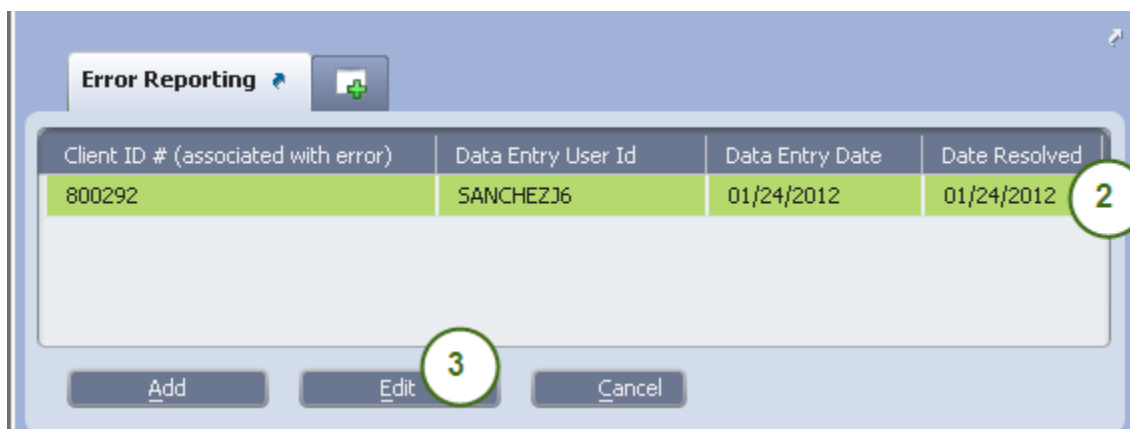 Error Reporting
Client ID # (associated with error) Data Entry User Id Data Entry Date Date Resolved
800292 SANCHEZJ6 01/24/2012 01/24/2012 2
3
Add Edit Cancel